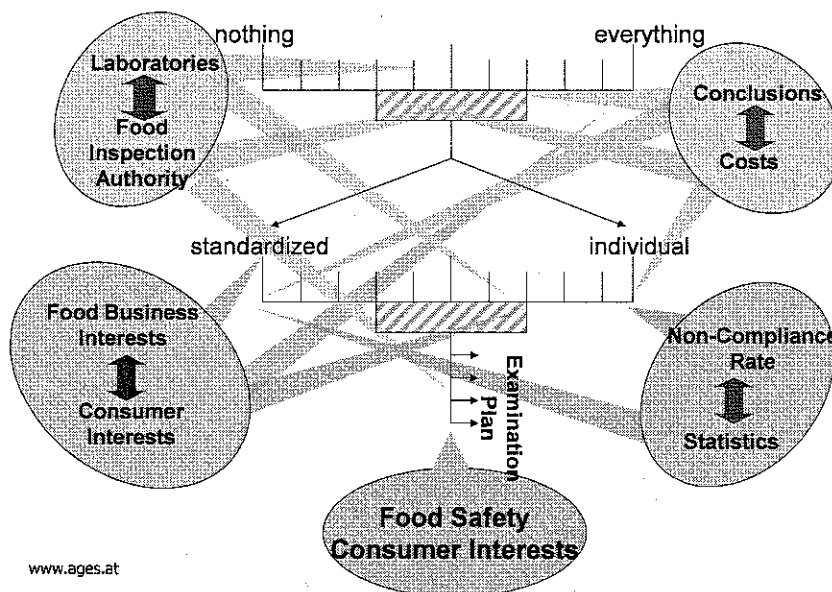 nothing
everything
Laboratories
Food
Inspection
Authority
Conclusions
Costs
standardized
individual
Food Business
Interests
Consumer
Interests
Non-Compliance
Rate
Statistics
Examination
Plan
Food Safety
Consumer Interests
www.ages.at